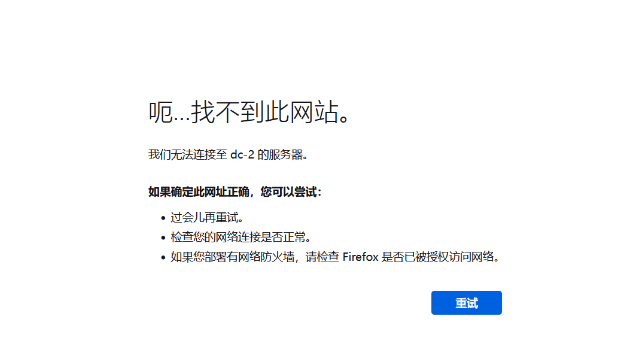 呃...找不到此网站。
我们无法连接至 dc-2 的服务器。
如果确定此网址正确，您可以尝试：
• 过会儿再重试。
• 检查您的网络连接是否正常。
• 如果您部署有网络防火墙，请检查 Firefox 是否已被授权访问网络。
重试